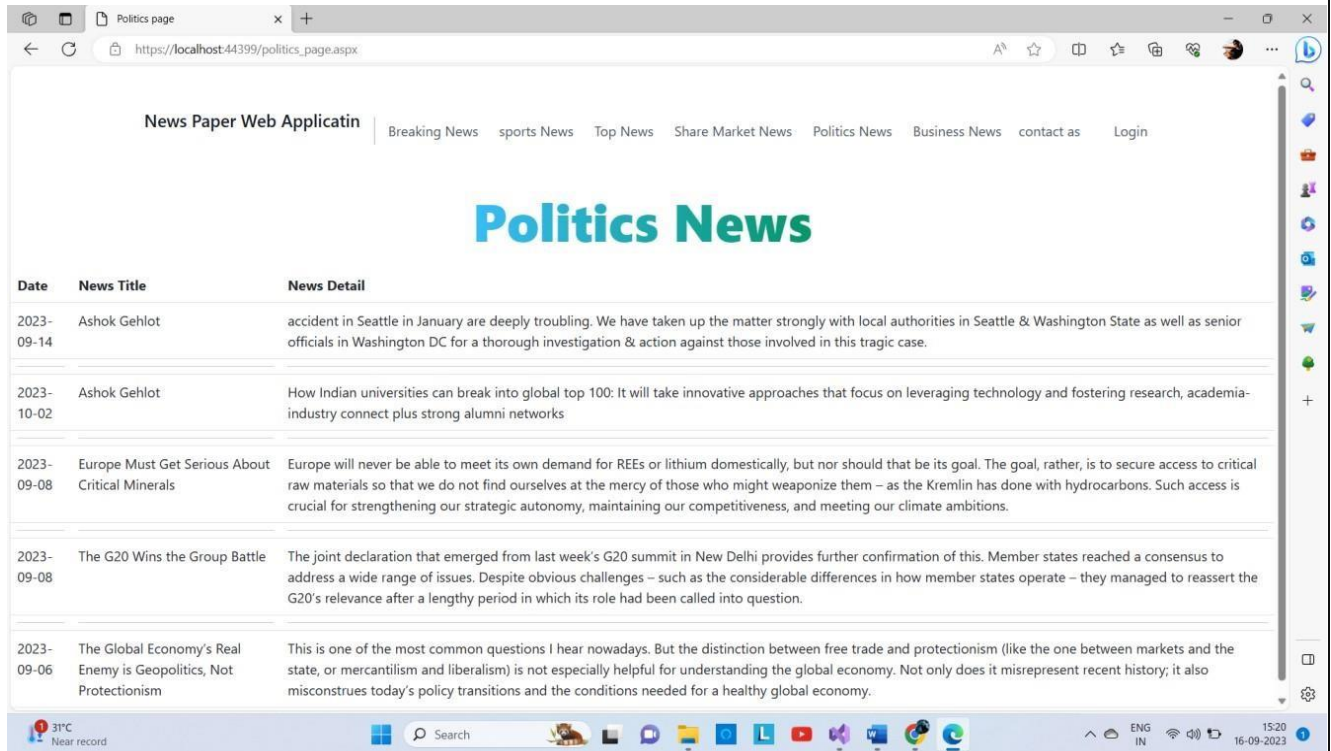 Politics page
https://localhost:44399/politics_page.aspx
News Paper Web Applicatin
Breaking News sports News Top News Share Market News Politics News Business News contact as Login
Politics News
Date News Title News Detail
2023- Ashok Gehlot accident in Seattle in January are deeply troubling. We have taken up the matter strongly with local authorities in Seattle & Washington State as well as senior
09-14 officials in Washington DC for a thorough investigation & action against those involved in this tragic case.
2023- Ashok Gehlot How Indian universities can break into global top 100: It will take innovative approaches that focus on leveraging technology and fostering research, academia-
10-02 industry connect plus strong alumni networks
2023- Europe Must Get Serious About Europe will never be able to meet its own demand for REEs or lithium domestically, but nor should that be its goal. The goal, rather, is to secure access to critical
09-08 Critical Minerals raw materials so that we do not find ourselves at the mercy of those who might weaponize them – as the Kremlin has done with hydrocarbons. Such access is
crucial for strengthening our strategic autonomy, maintaining our competitiveness, and meeting our climate ambitions.
2023- The G20 Wins the Group Battle The joint declaration that emerged from last week's G20 summit in New Delhi provides further confirmation of this. Member states reached a consensus to
09-08 address a wide range of issues. Despite obvious challenges – such as the considerable differences in how member states operate – they managed to reassert the
G20's relevance after a lengthy period in which its role had been called into question.
2023- The Global Economy's Real This is one of the most common questions I hear nowadays. But the distinction between free trade and protectionism (like the one between markets and the
09-06 Enemy is Geopolitics, Not state, or mercantilism and liberalism) is not especially helpful for understanding the global economy. Not only does it misrepresent recent history; it also
Protectionism misconstrues today's policy transitions and the conditions needed for a healthy global economy.
1 31°C Search ENG 15:20
Near record IN 16-09-2023 1